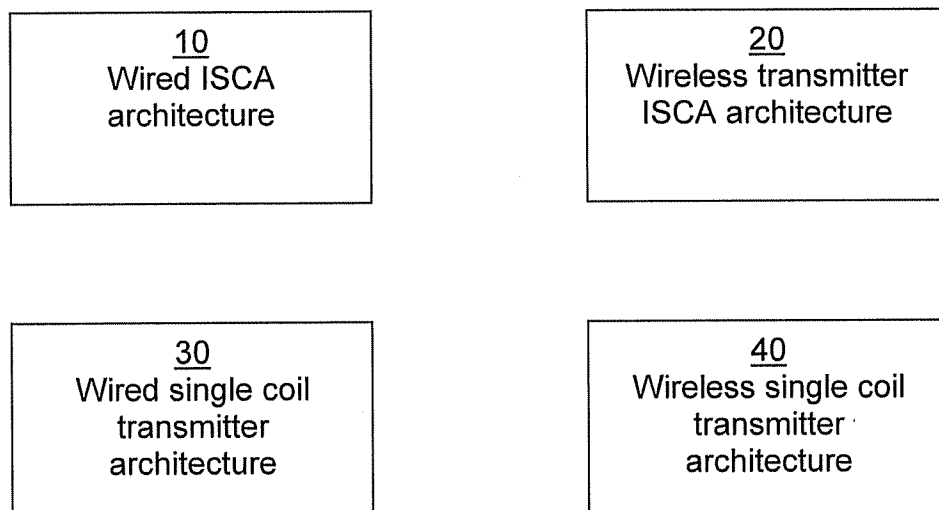 10
Wired ISCA
architecture
20
Wireless transmitter
ISCA architecture
30
Wired single coil
transmitter
architecture
40
Wireless single coil
transmitter
architecture